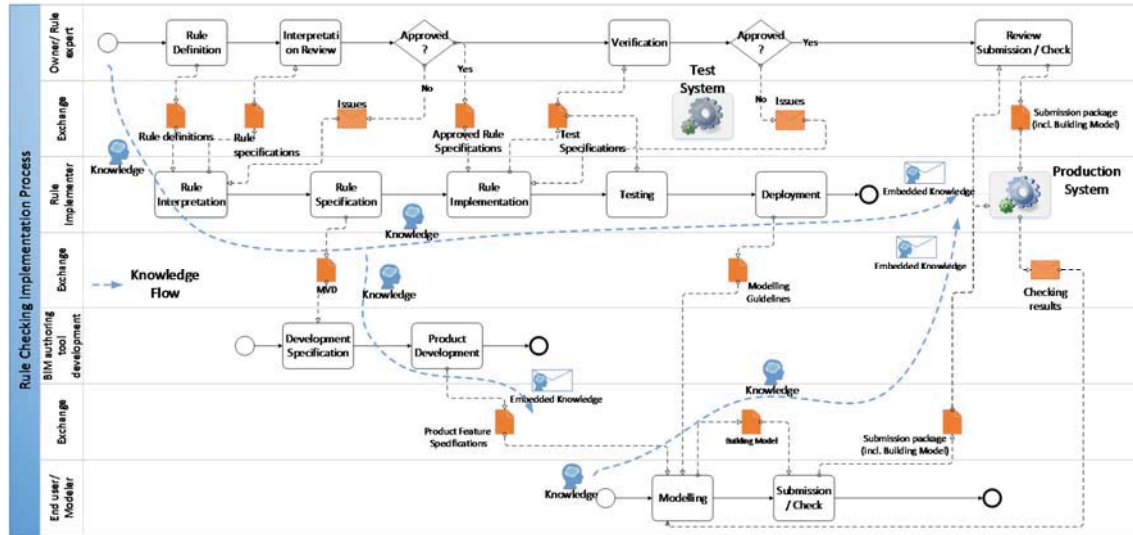 Rule Checking Implementation Process
Owner/ Rule
expert
Rule
Definition
Interpretati
on Review
Approved
?
Verification
Approved
?
Yes
Review
Submission / Check
Yes
No
Test
System
No
Exchange
Issues
Issues
Rule definitions
Rule
specifications
Approved Rule
Specifications
Test
Specifications
Submission package
(incl. Building Model)
Knowledge
Rule
Implementer
Rule
Interpretation
Rule
Specification
Rule
Implementation
Testing
Deployment
Embedded Knowledge
Production
System
Knowledge
Exchange
Knowledge
Flow
MVD
Knowledge
Modelling
Guidelines
Embedded Knowledge
Checking
results
BIM authoring
tool
development
Development
Specification
Product
Development
Exchange
Embedded Knowledge
Knowledge
Product Feature
Specifications
Building Model
Submission package
(incl. Building Model)
End user/
Modeler
Knowledge
Modelling
Submission
/ Check